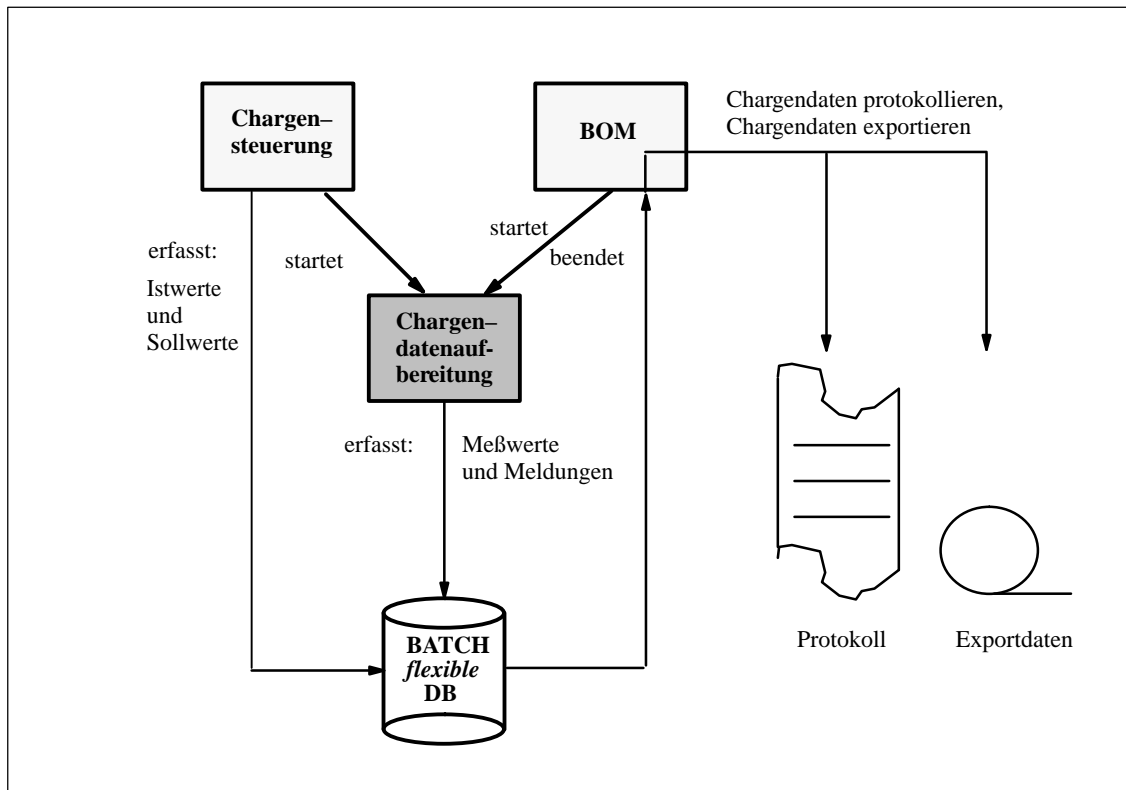 Chargen–
steuerung
BOM
Chargendaten protokollieren,
Chargendaten exportieren
erfasst:
Istwerte
und
Sollwerte
startet
startet
beendet
Chargen–
datenauf-
bereitung
erfasst:
Meßwerte
und Meldungen
BATCH
flexible
DB
Protokoll
Exportdaten